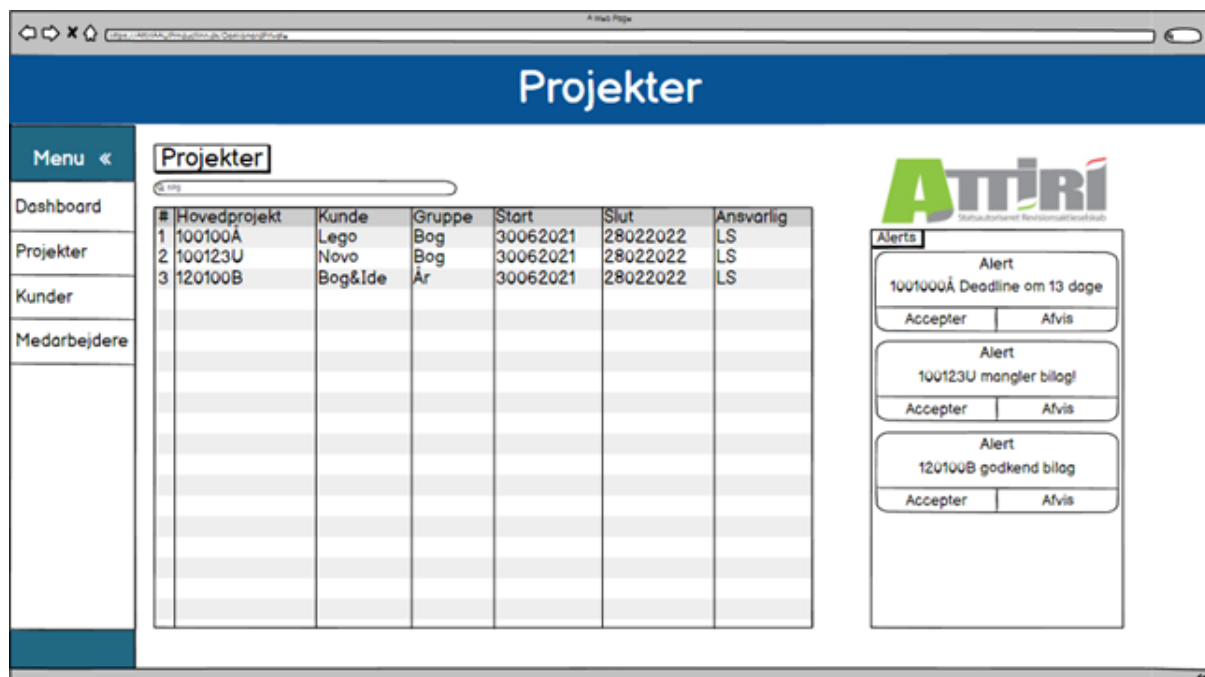 A Web Page
Projekter
Menu «
Dashboard
Projekter
Kunder
Medarbejdere
Projekter
søg
# Hovedprojekt Kunde Gruppe Start Slut Ansvarlig
1 100100Å Lego Bog 30062021 28022022 LS
2 100123U Novo Bog 30062021 28022022 LS
3 120100B Bog&Ide År 30062021 28022022 LS
ATTIRI
Statsautoriseret Revisionsaktieselskab
Alerts
Alert
1001000Å Deadline om 13 dage
Accepter Afvis
Alert
100123U mangler bilag!
Accepter Afvis
Alert
120100B godkend bilag
Accepter Afvis